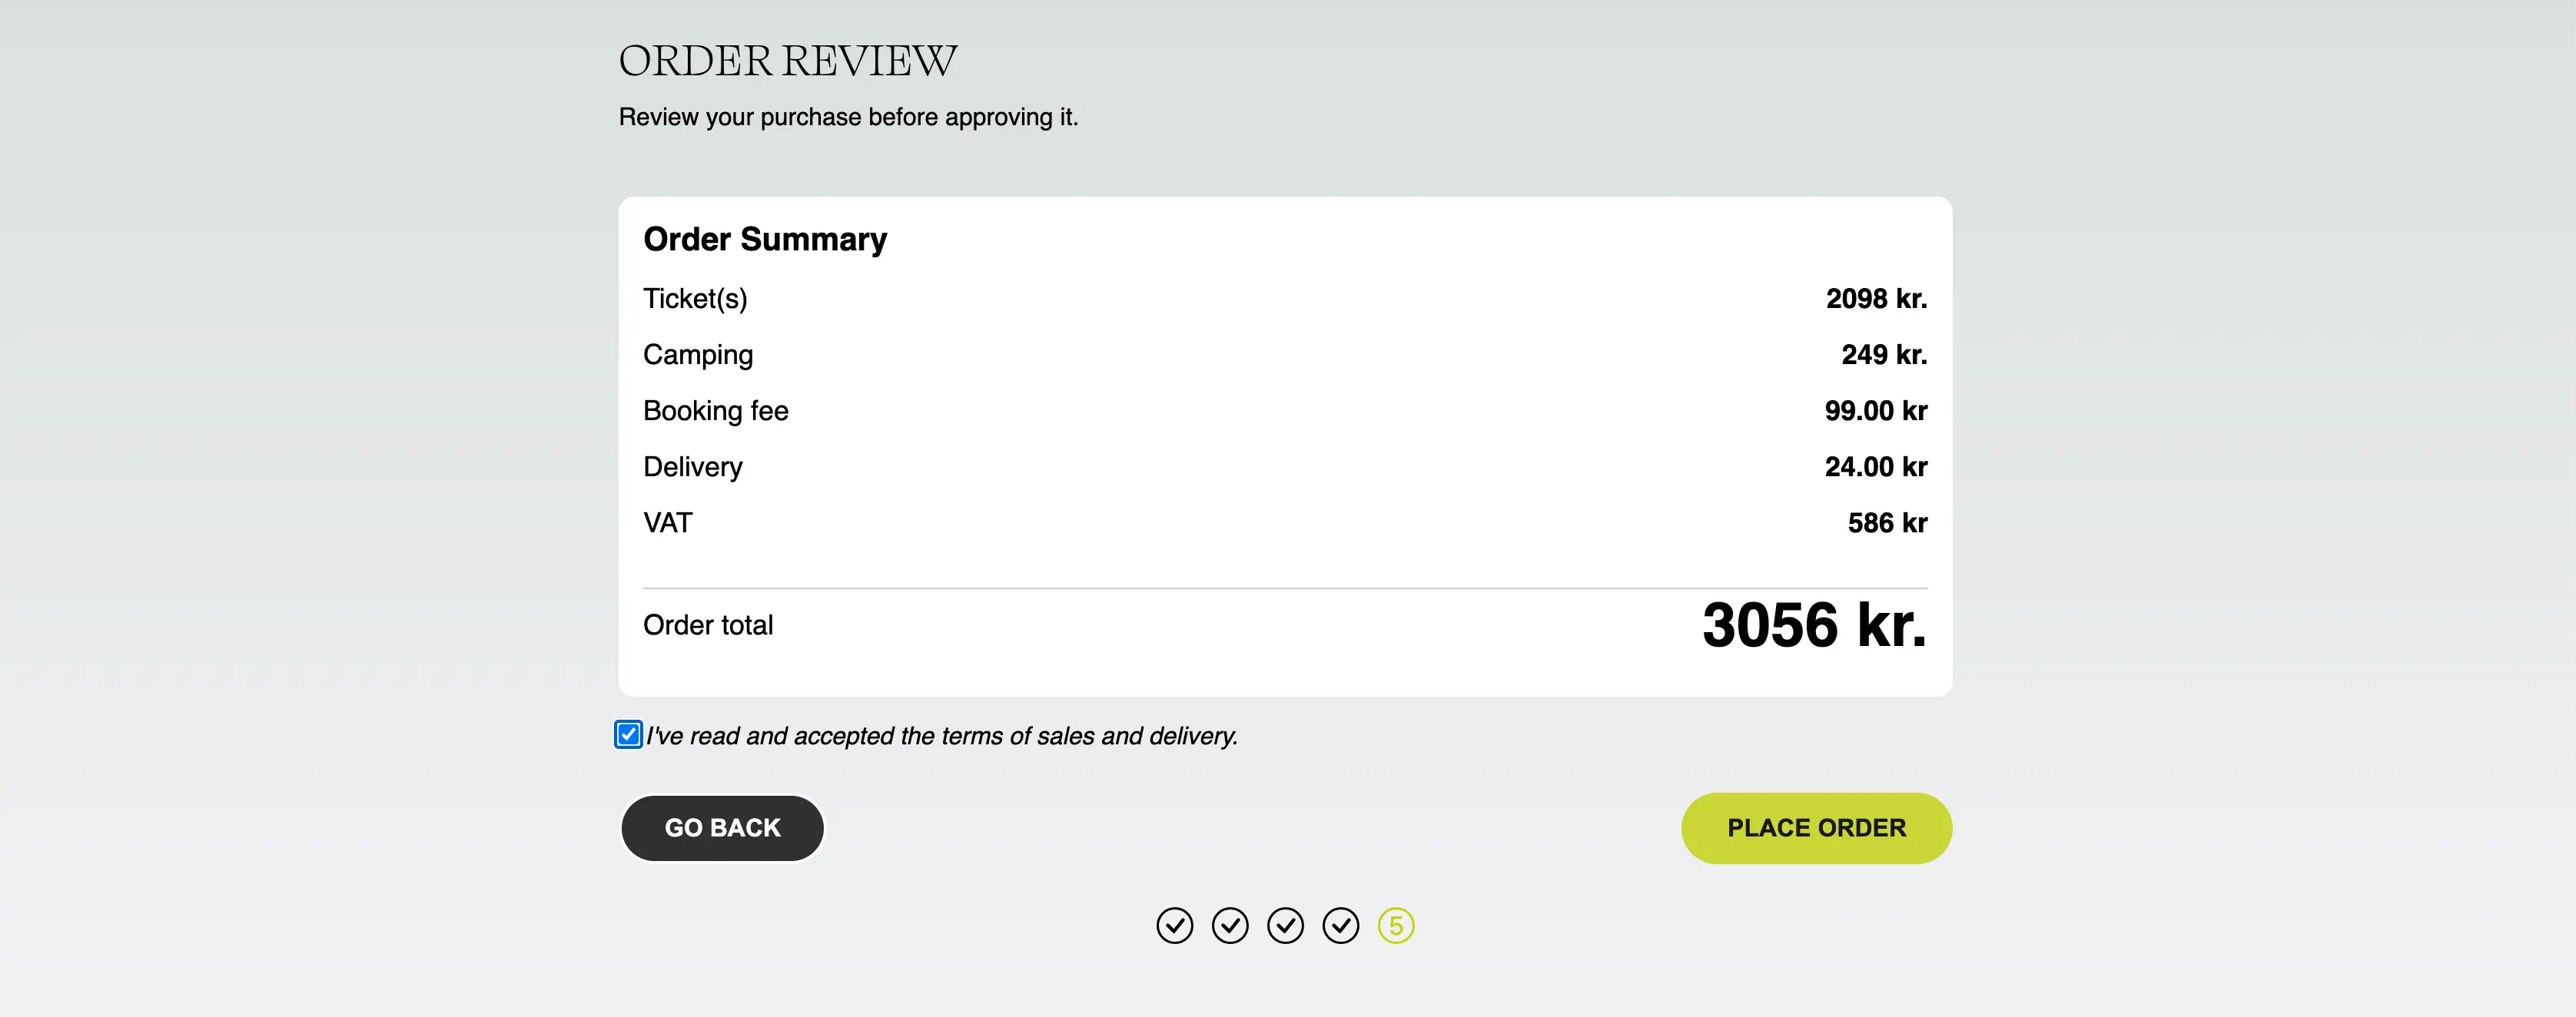 ORDER REVIEW
Review your purchase before approving it.
Order Summary
Ticket(s) 2098 kr.
Camping 249 kr.
Booking fee 99.00 kr
Delivery 24.00 kr
VAT 586 kr
Order total 3056 kr.
I've read and accepted the terms of sales and delivery.
GO BACK PLACE ORDER
5